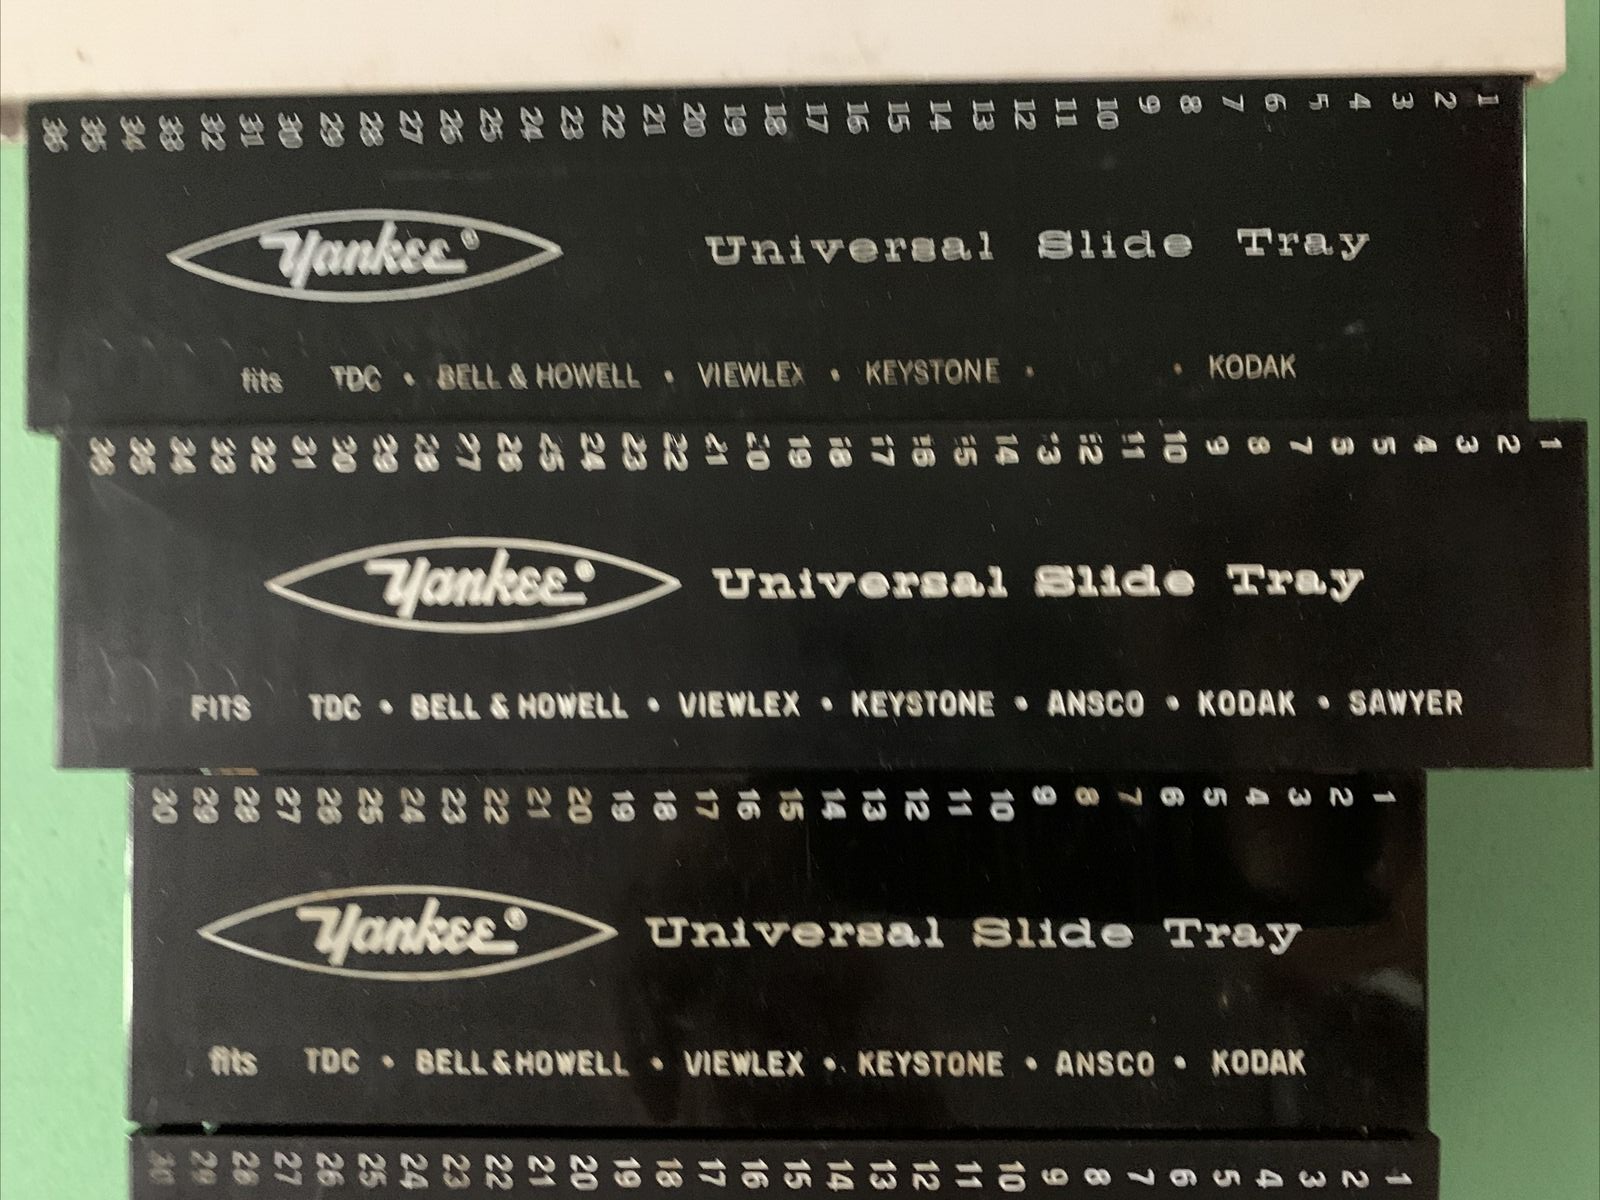 36 35 34 33 32 31 30 29 28 27 26 25 24 23 22 21 20 19 18 17 16 15 14 13 12 11 10 9 8 7 6 5 4 3 2 1
Yankee® Universal Slide Tray
fits TDC • BELL & HOWELL • VIEWLEX • KEYSTONE • • KODAK
36 35 34 33 32 31 30 29 28 27 26 25 24 23 22 21 20 19 18 17 16 15 14 13 12 11 10 9 8 7 6 5 4 3 2 1
Yankee® Universal Slide Tray
FITS TDC • BELL & HOWELL • VIEWLEX • KEYSTONE • ANSCO • KODAK • SAWYER
30 29 28 27 26 25 24 23 22 21 20 19 18 17 16 15 14 13 12 11 10 9 8 7 6 5 4 3 2 1
Yankee® Universal Slide Tray
fits TDC • BELL & HOWELL • VIEWLEX • KEYSTONE • ANSCO • KODAK
30 29 28 27 26 25 24 23 22 21 20 19 18 17 16 15 14 13 12 11 10 9 8 7 6 5 4 3 2 1